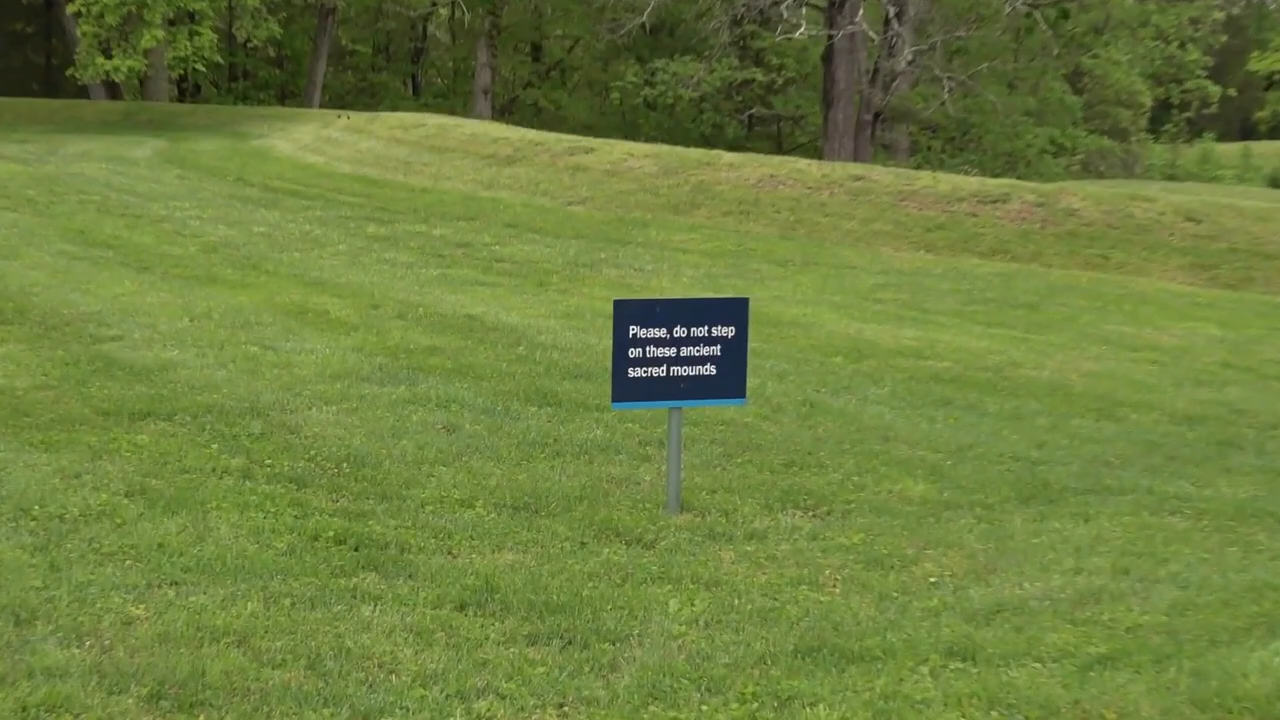 Please, do not step
on these ancient
sacred mounds